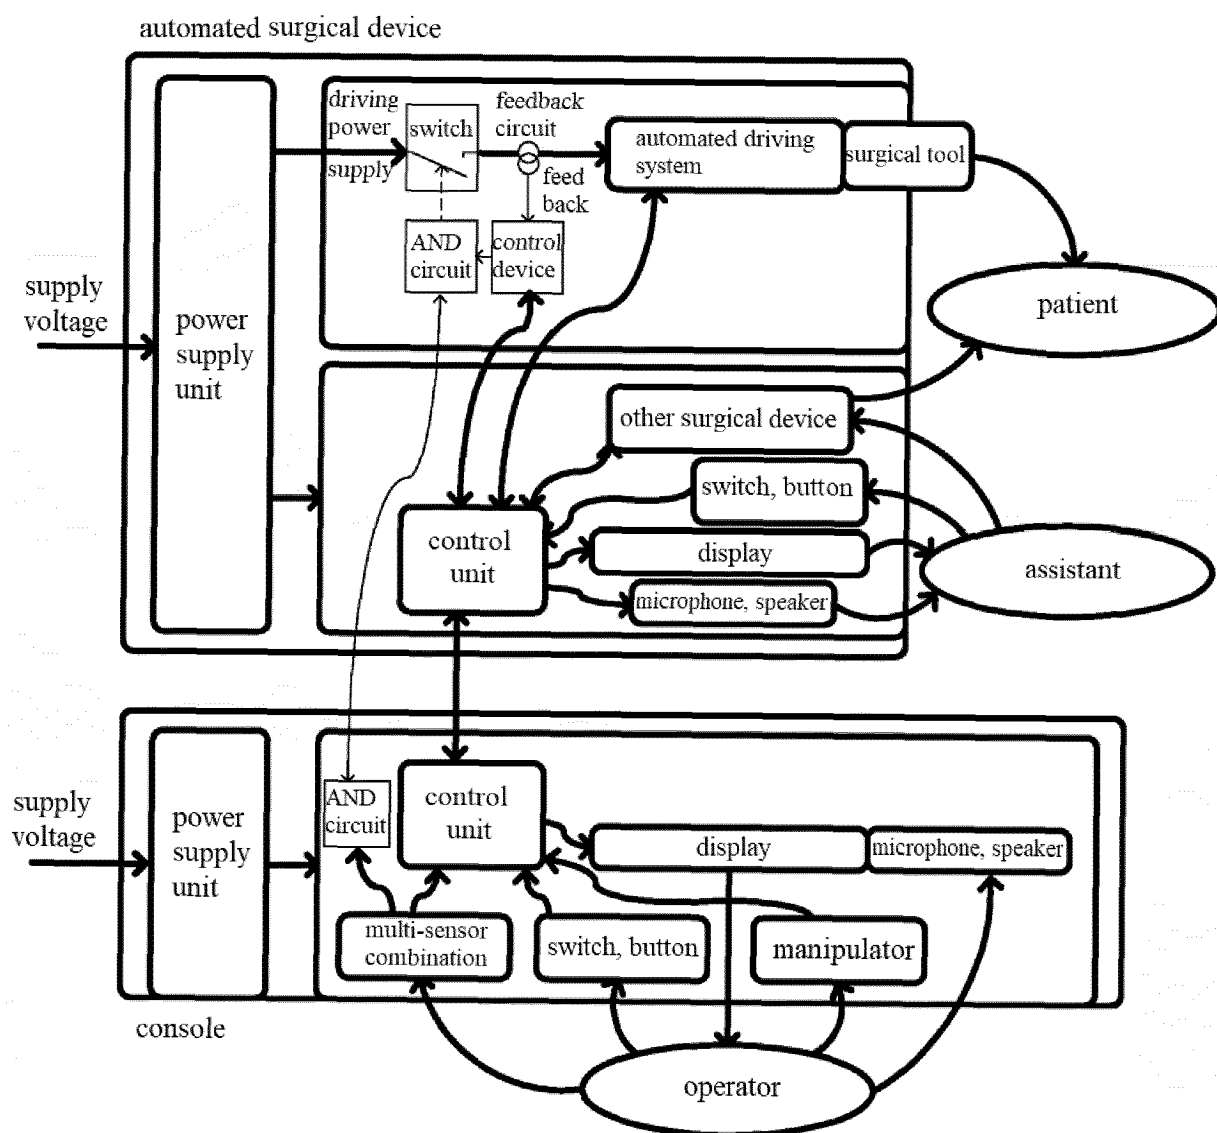 automated surgical device
driving
power
supply
switch
feedback
circuit
feed
back
automated driving
system
surgical tool
AND
circuit
control
device
patient
supply
voltage
power
supply
unit
other surgical device
switch, button
control
unit
display
microphone, speaker
assistant
supply
voltage
power
supply
unit
AND
circuit
control
unit
display
microphone, speaker
multi-sensor
combination
switch, button
manipulator
console
operator